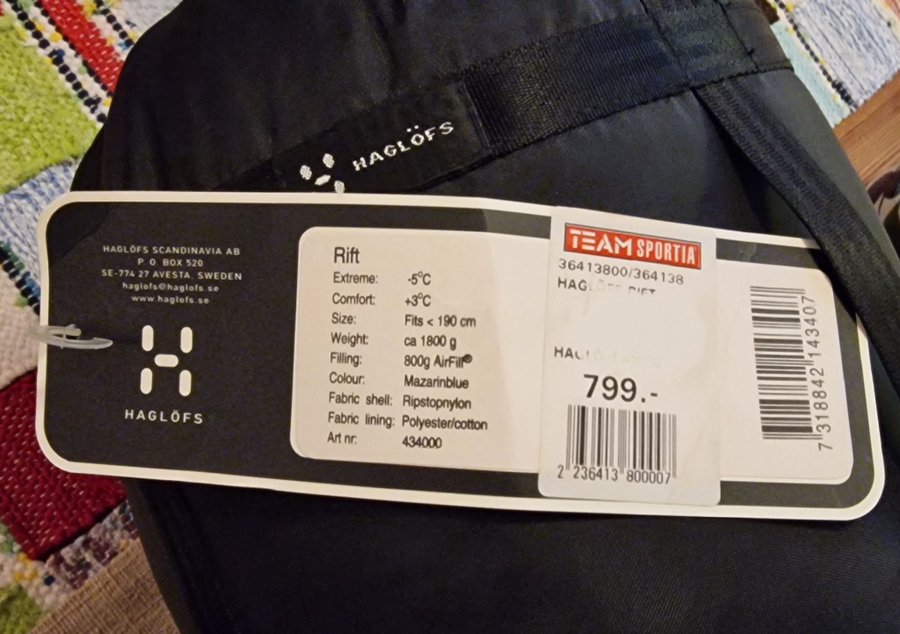 HAGLÖFS
HAGLÖFS SCANDINAVIA AB
P O BOX 520
SE-774 27 AVESTA, SWEDEN
haglofs@haglofs.se
www.haglofs.se
HAGLÖFS
Rift
Extreme: -5°C
Comfort: +3°C
Size: Fits < 190 cm
Weight: ca 1800 g
Filling: 800g AirFill®
Colour: Mazarinblue
Fabric shell: Ripstopnylon
Fabric lining: Polyester/cotton
Art nr: 434000
TEAM SPORTIA
36413800/364138
HAGLÖFS RIFT
799.-
2 236413 800007
7 318842 143407